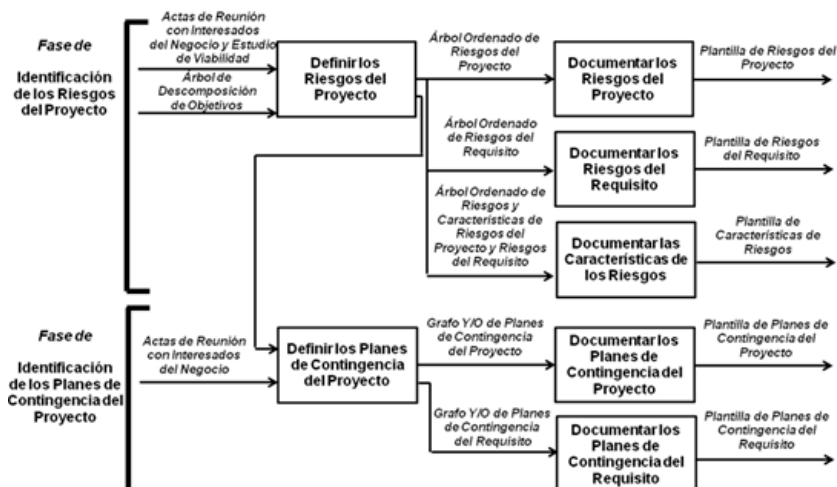 Fase de
Identificación
de los Riesgos
del Proyecto
Actas de Reunión
con Interesados
del Negocio y Estudio
de Viabilidad
Árbol de
Descomposición
de Objetivos
Definir los
Riesgos del
Proyecto
Árbol Ordenado de
Riesgos del
Proyecto
Documentar los
Riesgos del
Proyecto
Plantilla de Riesgos del
Proyecto
Árbol Ordenado
de Riesgos del
Requisito
Documentar los
Riesgos del
Requisito
Plantilla de Riesgos
del Requisito
Árbol Ordenado de
Riesgos y
Características de
Riesgos del
Proyecto y Riesgos
del Requisito
Documentar las
Características de
los Riesgos
Plantilla de
Características de
Riesgos
Fase de
Identificación
de los Planes de
Contingencia del
Proyecto
Actas de Reunión
con Interesados
del Negocio
Definir los Planes
de Contingencia
del Proyecto
Grafo Y/O de Planes
de Contingencia
del Proyecto
Documentar los
Planes de
Contingencia del
Proyecto
Plantilla de Planes de
Contingencia del
Proyecto
Grafo Y/O de Planes
de Contingencia
del Requisito
Documentar los
Planes de
Contingencia del
Requisito
Plantilla de Planes de
Contingencia del
Requisito